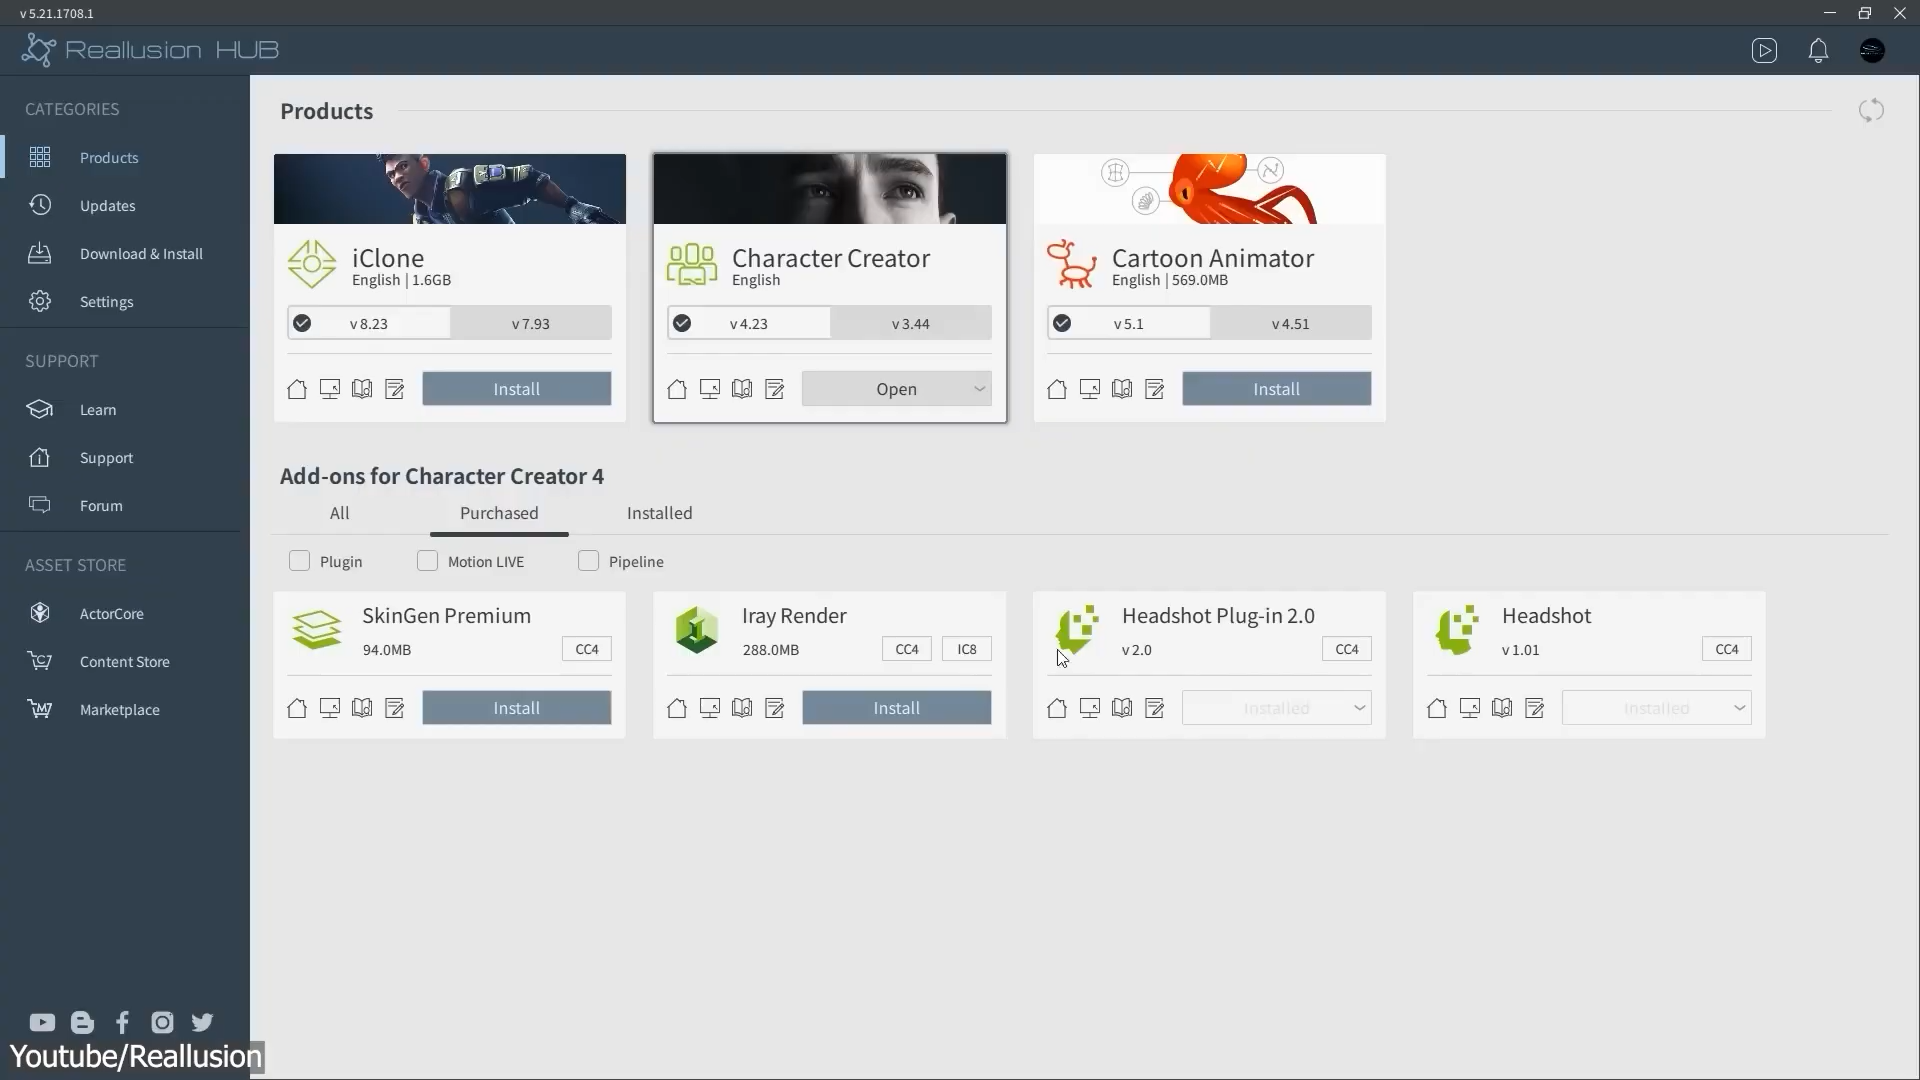 v 5.21.1708.1
Reallusion HUB
CATEGORIES
Products
Updates
Download & Install
Settings
SUPPORT
Learn
Support
Forum
ASSET STORE
ActorCore
Content Store
Marketplace
Youtube/Reallusion
Products
iClone
English | 1.6GB
v 8.23
v 7.93
Install
Character Creator
English
v 4.23
v 3.44
Open
Cartoon Animator
English | 569.0MB
v 5.1
v 4.51
Install
Add-ons for Character Creator 4
All
Purchased
Installed
Plugin
Motion LIVE
Pipeline
SkinGen Premium
94.0MB
CC4
Install
Iray Render
288.0MB
CC4
IC8
Install
Headshot Plug-in 2.0
v 2.0
CC4
Installed
Headshot
v 1.01
CC4
Installed